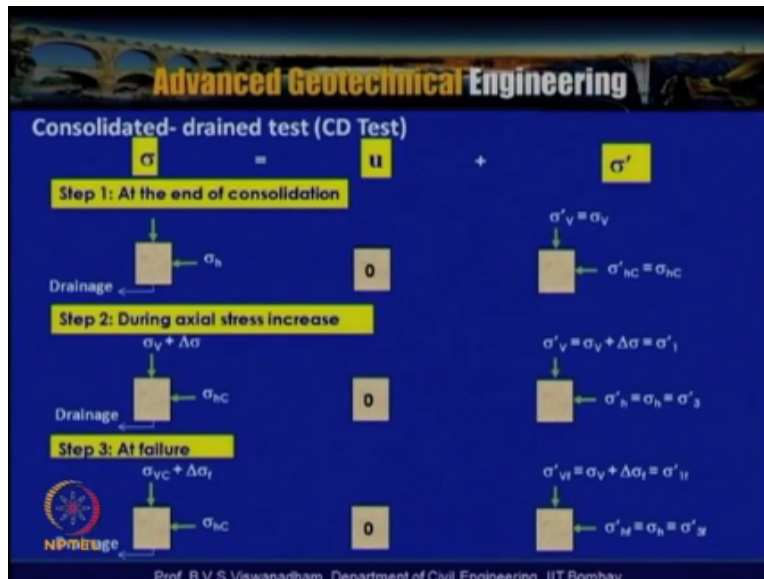 Advanced Geotechnical Engineering
Consolidated- drained test (CD Test)
σ = u + σ'
Step 1: At the end of consolidation
σ'V = σV
σh
0
σ'hC = σhC
Drainage
Step 2: During axial stress increase
σV + Δσ
σ'V = σV + Δσ = σ'1
σhC
0
σ'h = σh = σ'3
Drainage
Step 3: At failure
σVC + Δσf
σ'Vf = σV + Δσf = σ'1f
σhC
0
σ'hf = σh = σ'3f
NPTEL
Drainage
Prof. B.V.S.Viswanadham, Department of Civil Engineering, IIT Bombay